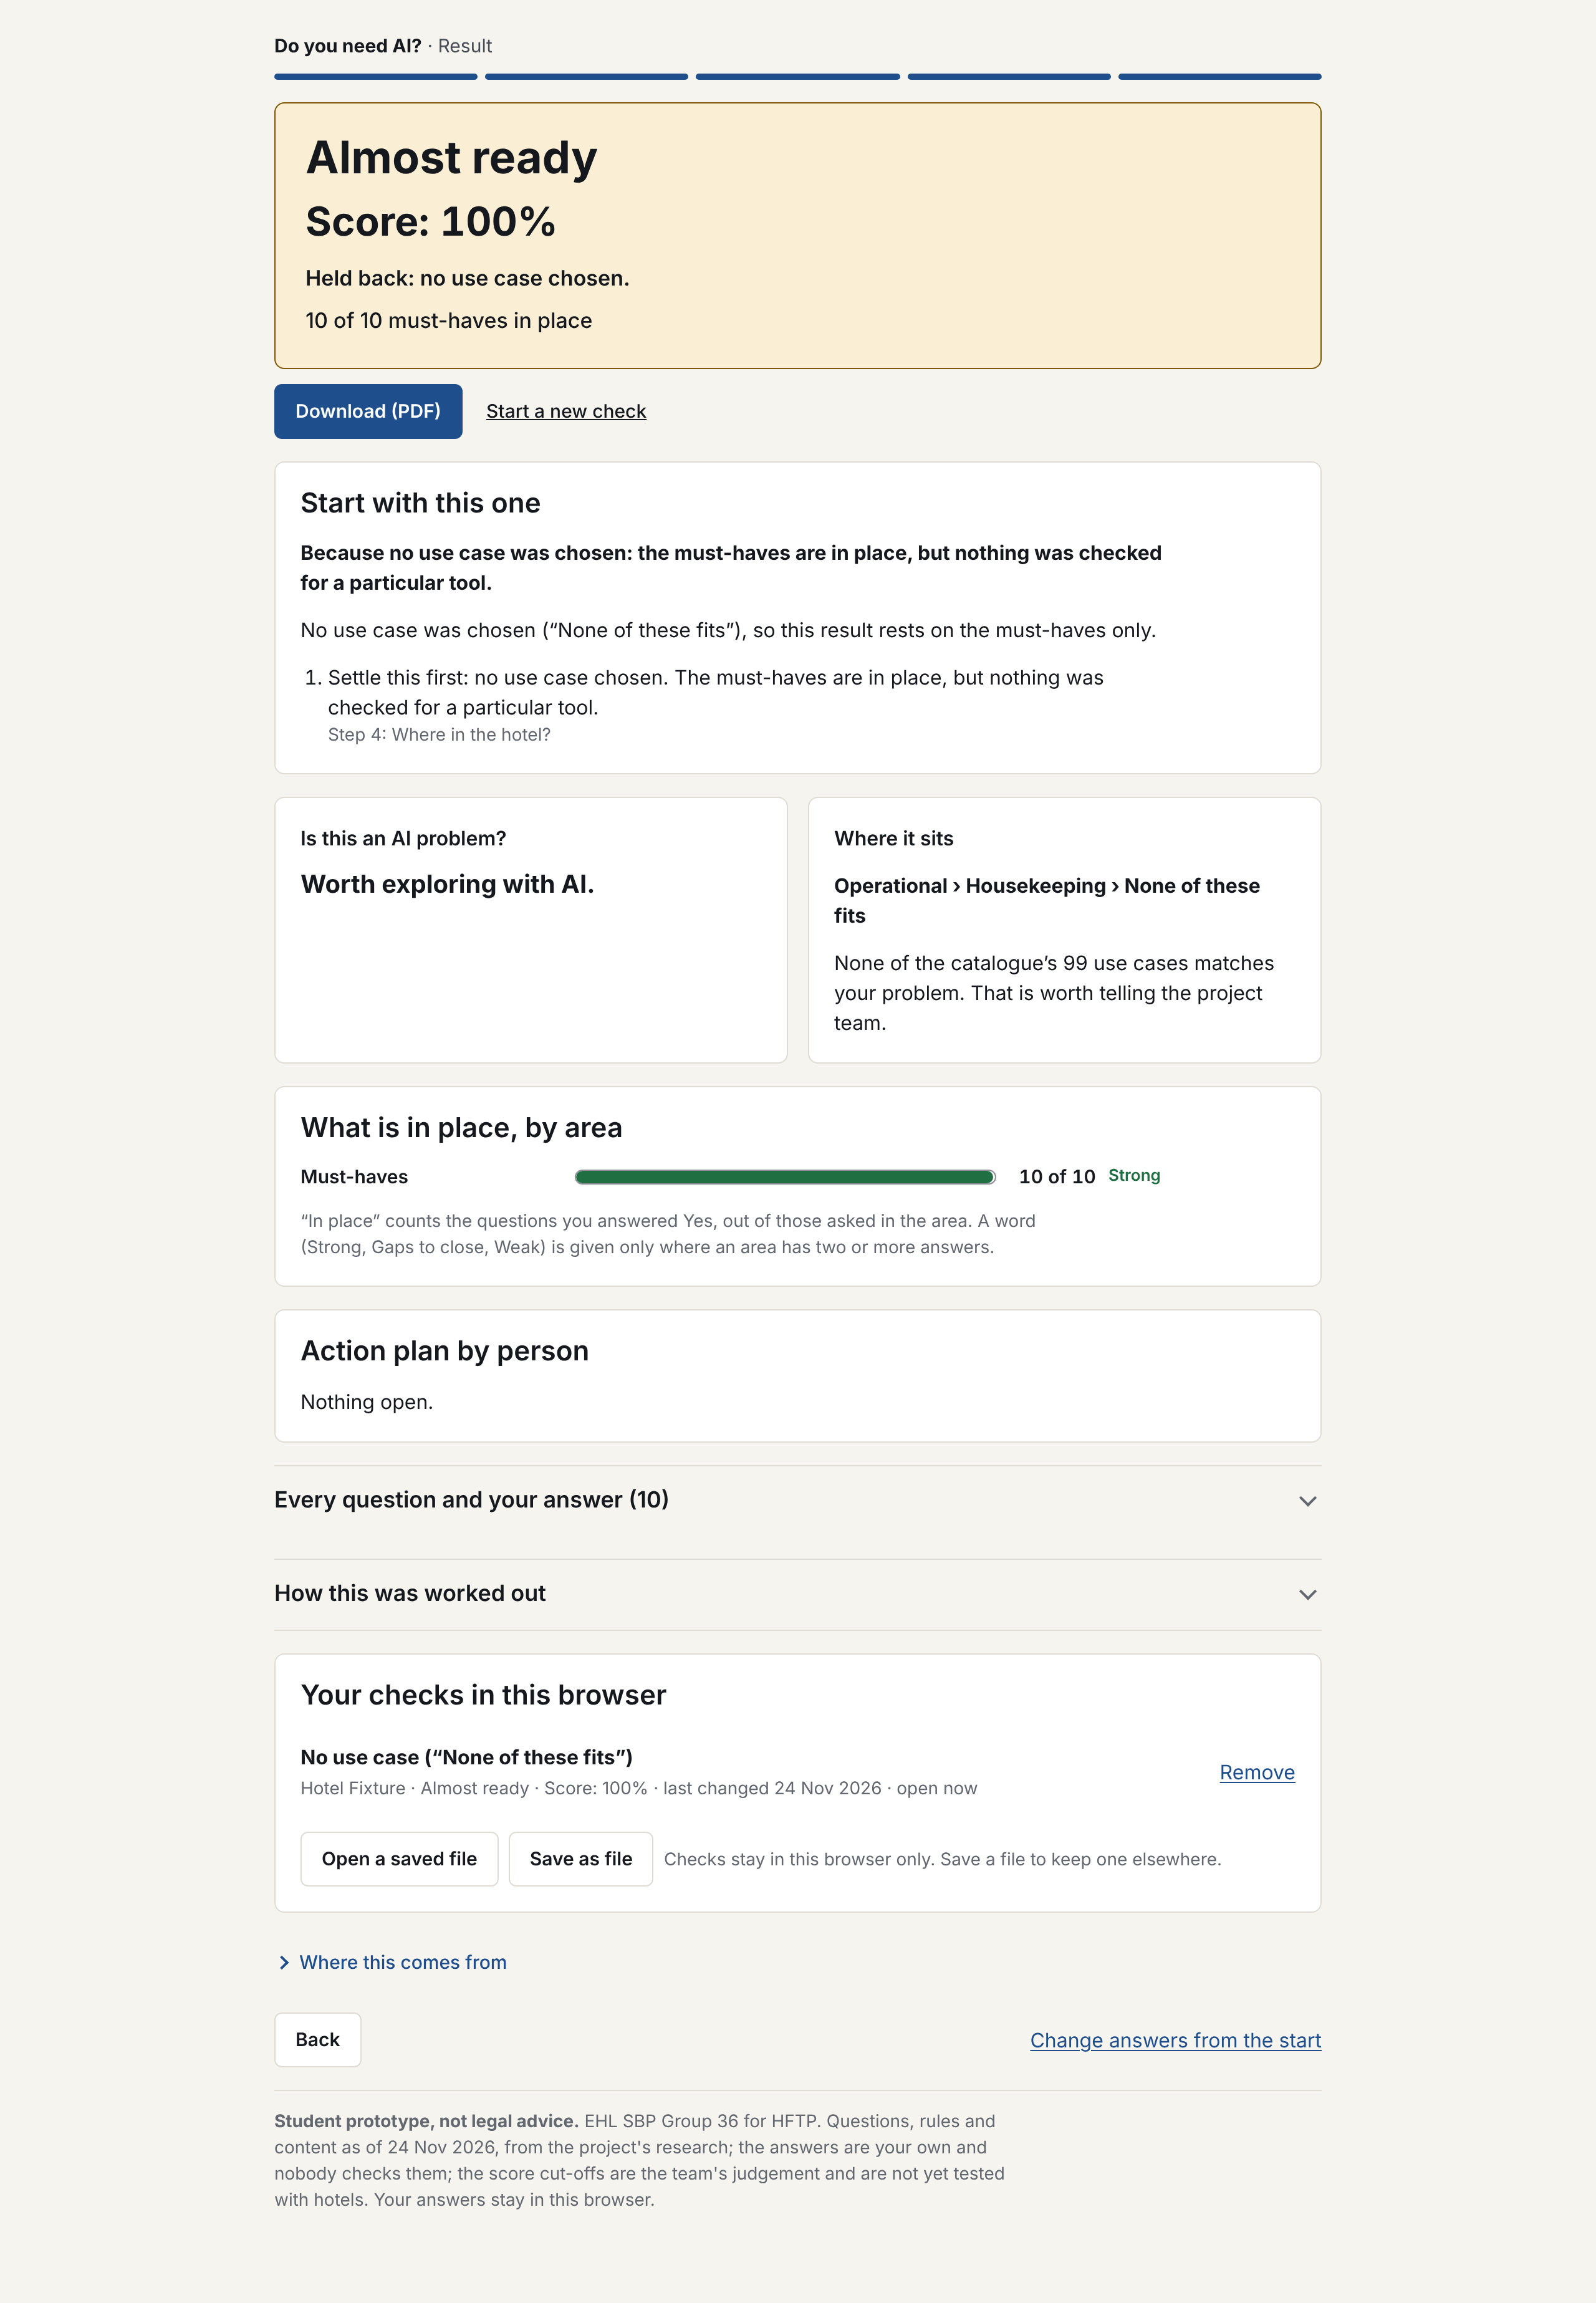 Do you need AI? · Result
Almost ready
Score: 100%
Held back: no use case chosen.
10 of 10 must-haves in place
Download (PDF) Start a new check
Start with this one
Because no use case was chosen: the must-haves are in place, but nothing was checked
for a particular tool.
No use case was chosen (“None of these fits”), so this result rests on the must-haves only.
1. Settle this first: no use case chosen. The must-haves are in place, but nothing was
checked for a particular tool.
Step 4: Where in the hotel?
Is this an AI problem?
Worth exploring with AI.
Where it sits
Operational › Housekeeping › None of these
fits
None of the catalogue’s 99 use cases matches
your problem. That is worth telling the project
team.
What is in place, by area
Must-haves 10 of 10 Strong
“In place” counts the questions you answered Yes, out of those asked in the area. A word
(Strong, Gaps to close, Weak) is given only where an area has two or more answers.
Action plan by person
Nothing open.
Every question and your answer (10)
How this was worked out
Your checks in this browser
No use case (“None of these fits”)
Hotel Fixture · Almost ready · Score: 100% · last changed 24 Nov 2026 · open now
Remove
Open a saved file Save as file Checks stay in this browser only. Save a file to keep one elsewhere.
Where this comes from
Back Change answers from the start
Student prototype, not legal advice. EHL SBP Group 36 for HFTP. Questions, rules and
content as of 24 Nov 2026, from the project's research; the answers are your own and
nobody checks them; the score cut-offs are the team's judgement and are not yet tested
with hotels. Your answers stay in this browser.